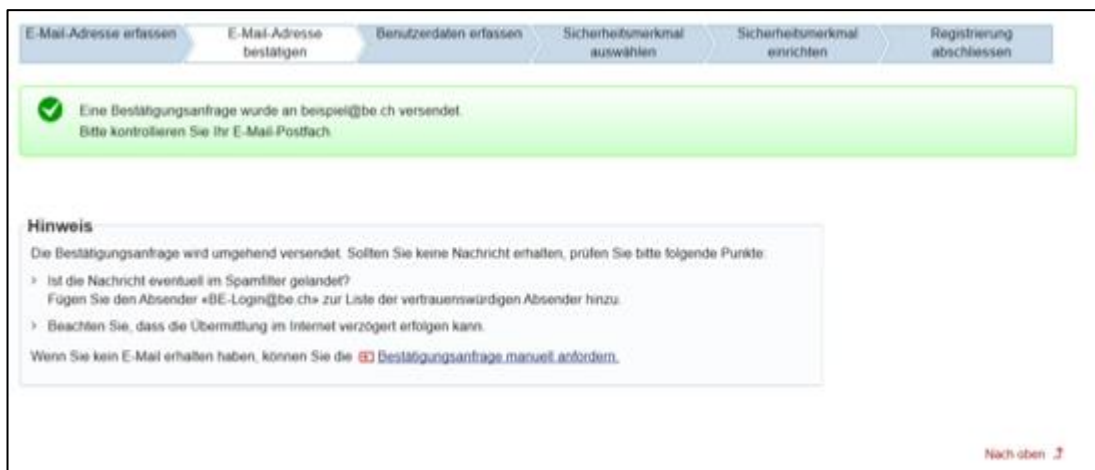 E-Mail-Adresse erfassen
E-Mail-Adresse bestätigen
Benutzerdaten erfassen
Sicherheitsmerkmal auswählen
Sicherheitsmerkmal einrichten
Registrierung abschliessen
Eine Bestätigungsanfrage wurde an beispiel@be.ch versendet.
Bitte kontrollieren Sie Ihr E-Mail-Postfach.
Hinweis
Die Bestätigungsanfrage wird umgehend versendet. Sollten Sie keine Nachricht erhalten, prüfen Sie bitte folgende Punkte:
› Ist die Nachricht eventuell im Spamfilter gelandet?
Fügen Sie den Absender «BE-Login@be.ch» zur Liste der vertrauenswürdigen Absender hinzu.
› Beachten Sie, dass die Übermittlung im Internet verzögert erfolgen kann.
Wenn Sie kein E-Mail erhalten haben, können Sie die Bestätigungsanfrage manuell anfordern.
Nach oben